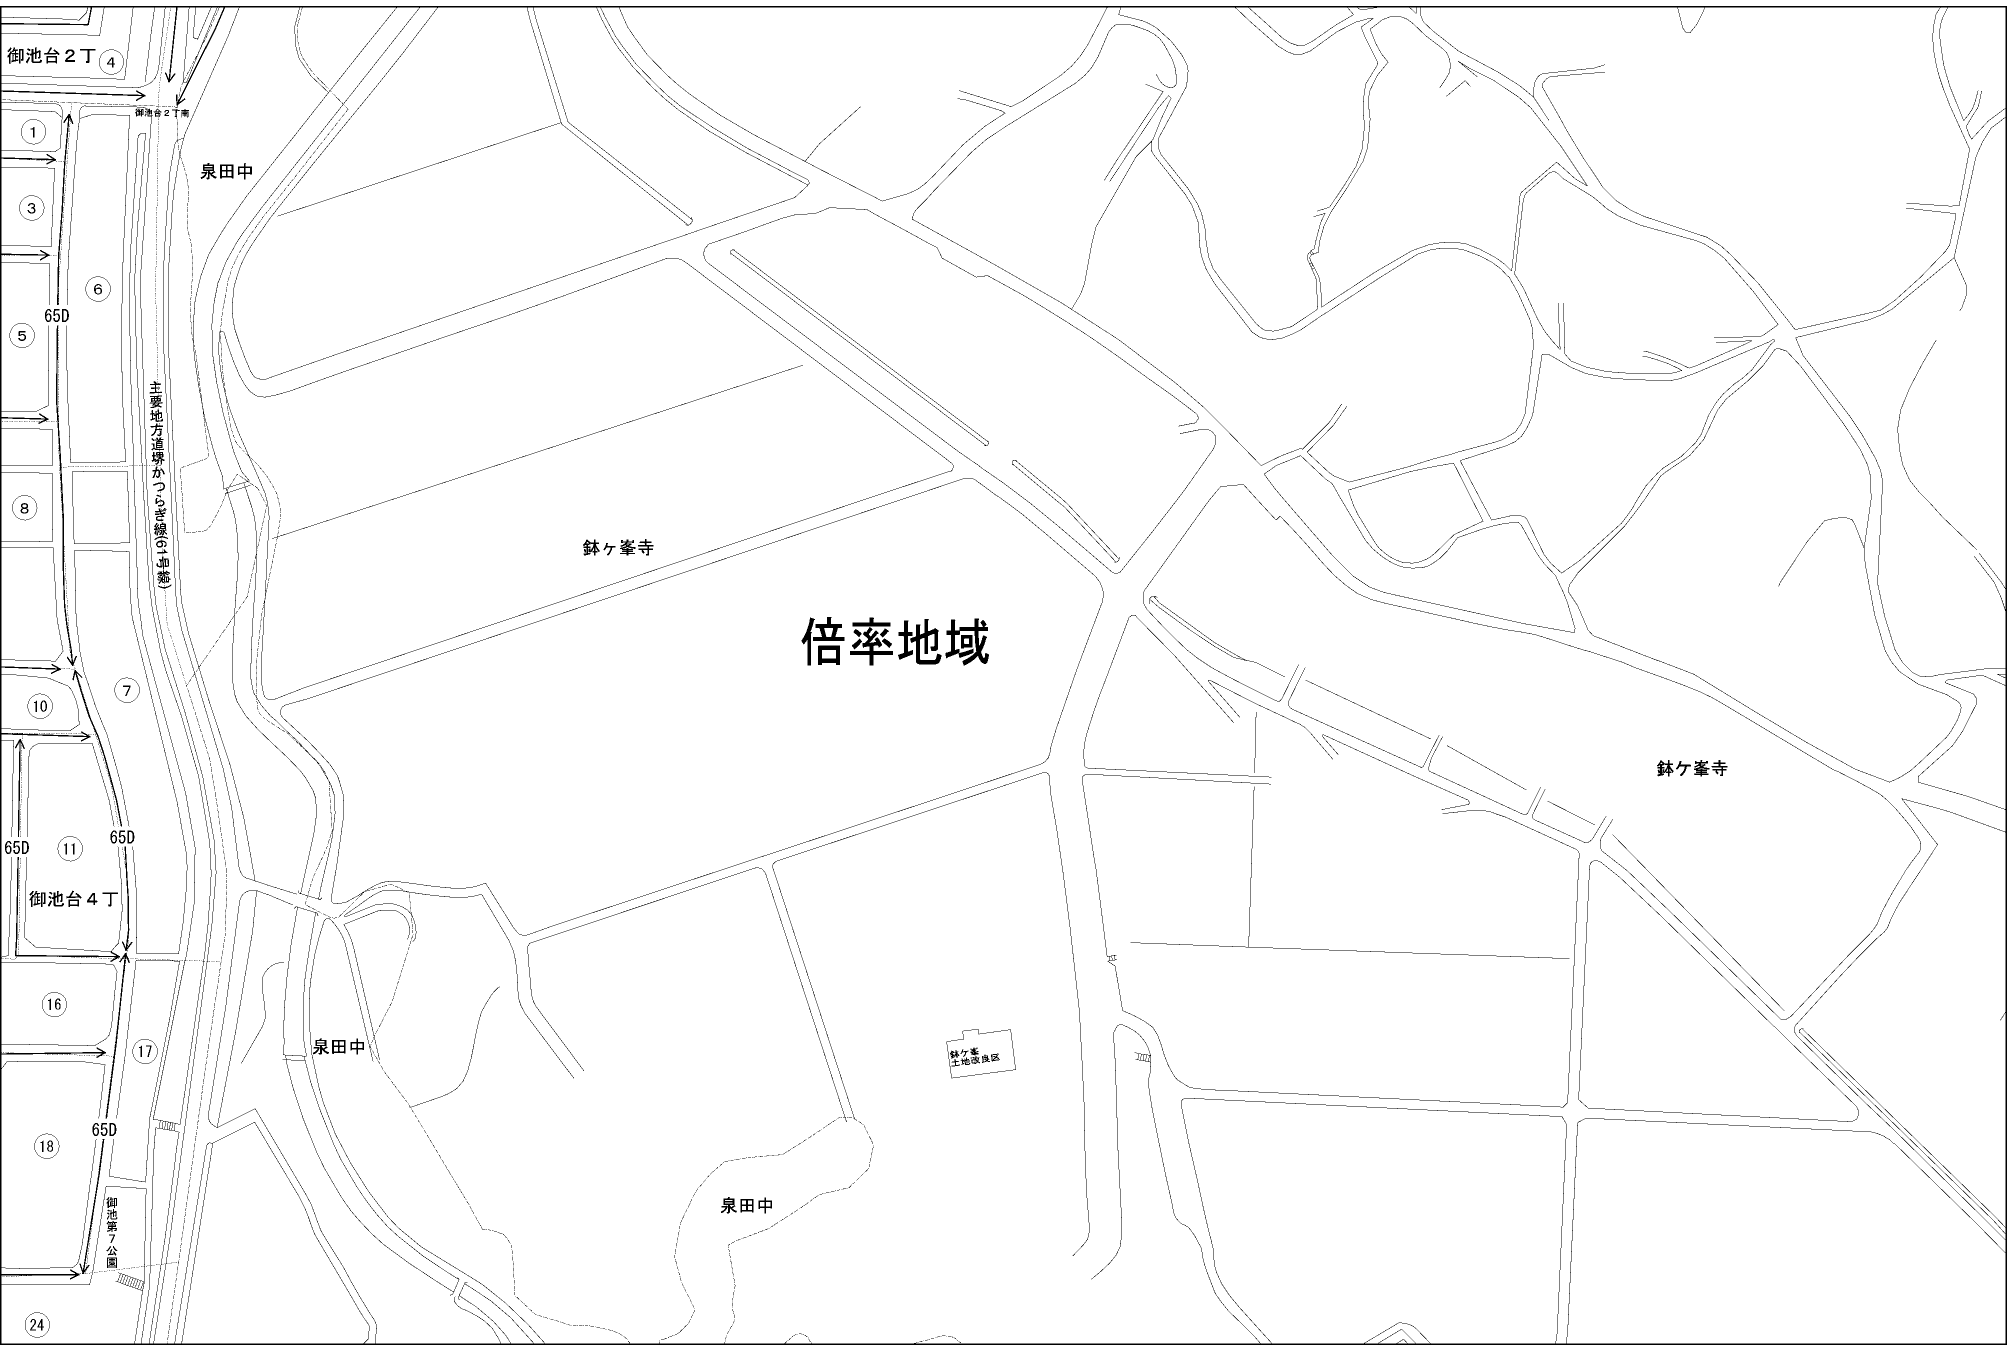 御池台２丁
4
御池台２丁南
1
泉田中
3
6
65D
5
主要地方道堺かつらぎ線(61号線)
8
鉢ヶ峯寺
倍率地域
7
10
鉢ケ峯寺
65D
65D
11
御池台４丁
16
17
泉田中
鉢ケ峯
土地改良区
65D
18
泉田中
御池第７公園
24